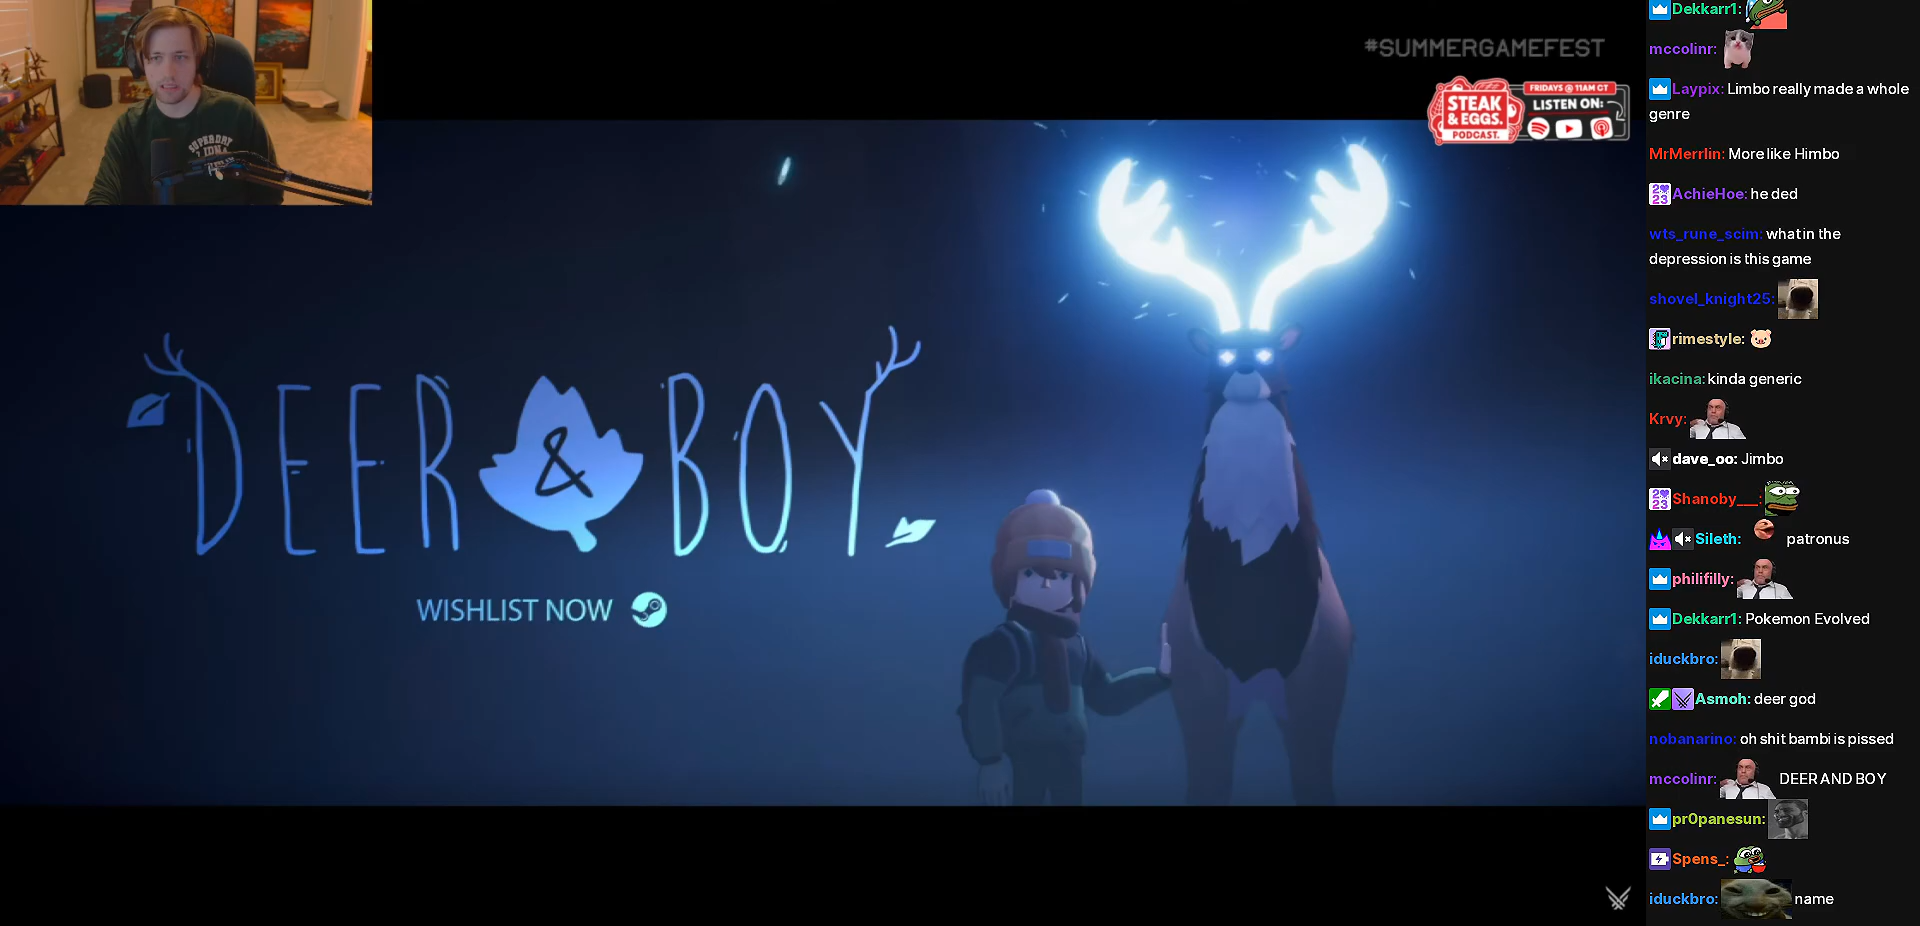 #SUMMERGAMEFEST
STEAK
& EGGS.
PODCAST.
FRIDAYS @ 11AM CT
LISTEN ON:
DEER & BOY
WISHLIST NOW
Dekkarr1:
mccolinr:
Laypix: Limbo really made a whole
genre
MrMerrlin: More like Himbo
AchieHoe: he ded
wts_rune_scim: what in the
depression is this game
shovel_knight25:
rimestyle:
ikacina: kinda generic
Krvy:
dave_oo: Jimbo
Shanoby___:
Sileth: patronus
philifilly:
Dekkarr1: Pokemon Evolved
iduckbro:
Asmoh: deer god
nobanarino: oh shit bambi is pissed
mccolinr: DEER AND BOY
pr0panesun:
Spens_:
iduckbro: name